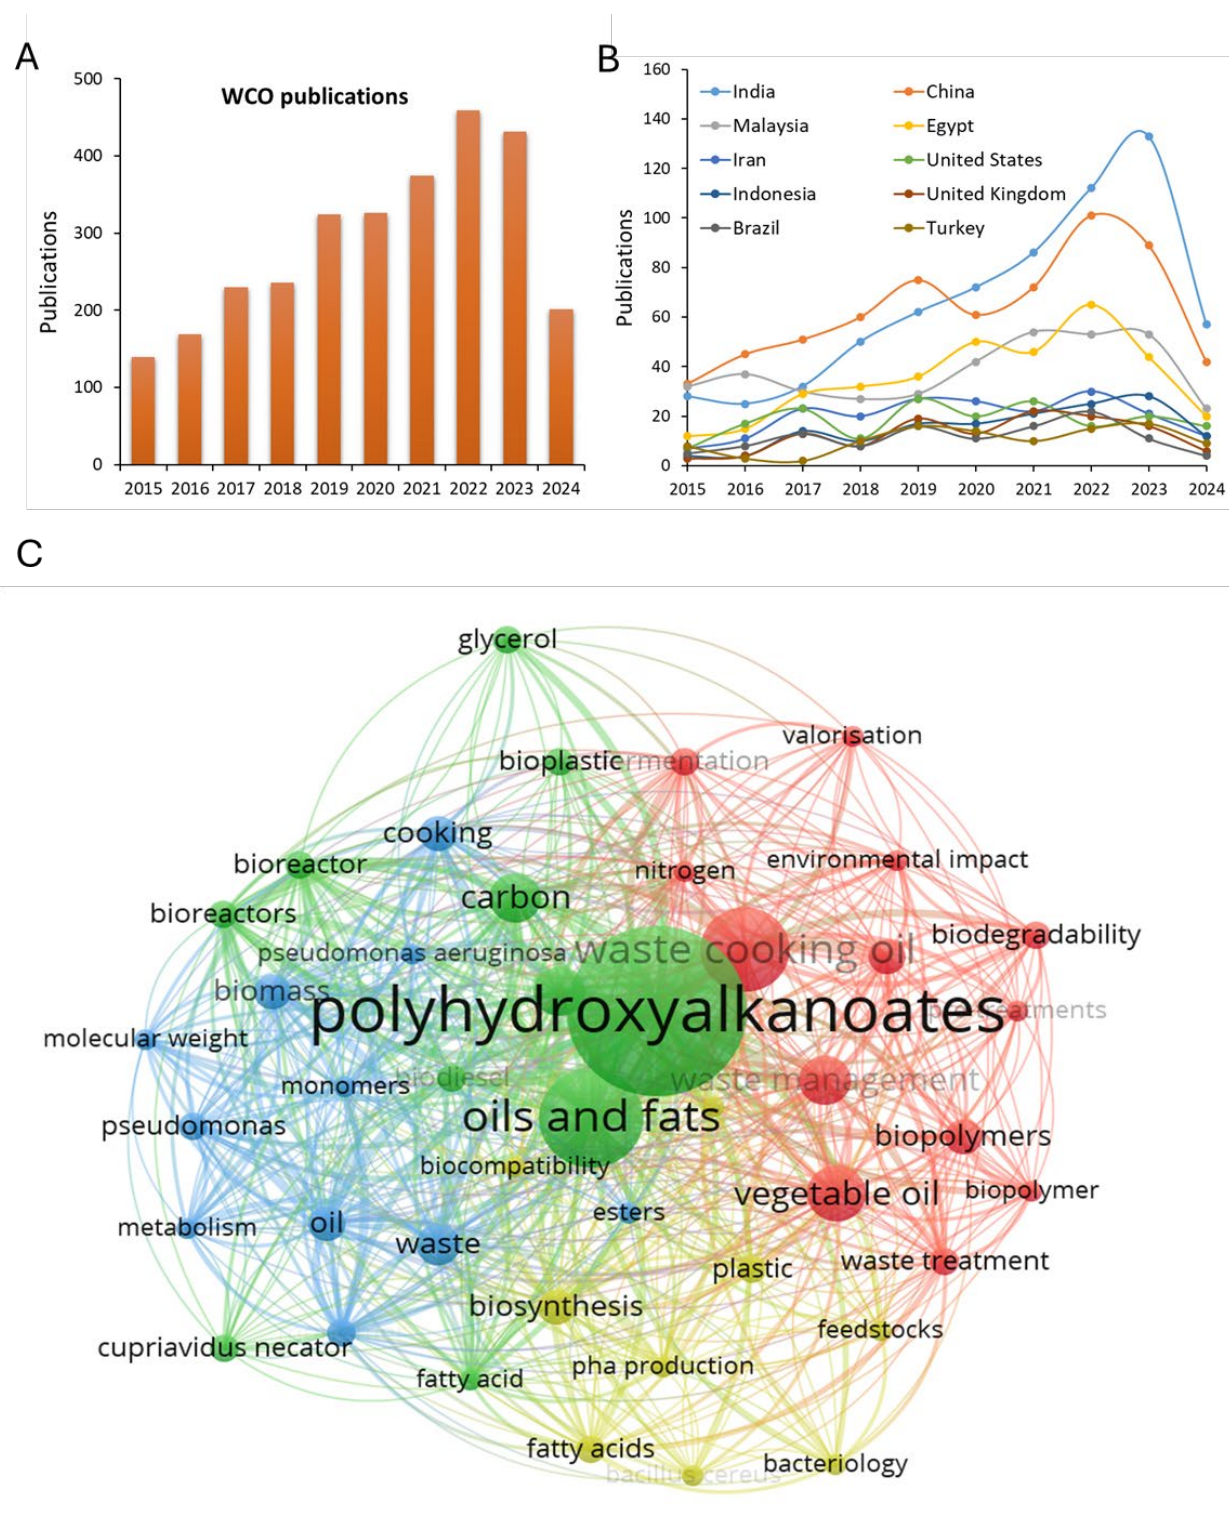 A
WCO publications
Publications
500
400
300
200
100
0
2015 2016 2017 2018 2019 2020 2021 2022 2023 2024
B
Publications
160
140
120
100
80
60
40
20
0
India China
Malaysia Egypt
Iran United States
Indonesia United Kingdom
Brazil Turkey
2015 2016 2017 2018 2019 2020 2021 2022 2023 2024
C
glycerol
valorisation
bioplastic
cooking
bioreactor
nitrogen
environmental impact
carbon
bioreactors
biodegradability
pseudomonas aeruginosa
waste cooking oil
biomass
polyhydroxyalkanoates
molecular weight
monomers
biodiesel
waste management
oils and fats
pseudomonas
biopolymers
biocompatibility
vegetable oil
biopolymer
esters
metabolism
oil
waste
waste treatment
plastic
biosynthesis
feedstocks
cupriavidus necator
pha production
fatty acid
fatty acids
bacillus cereus
bacteriology